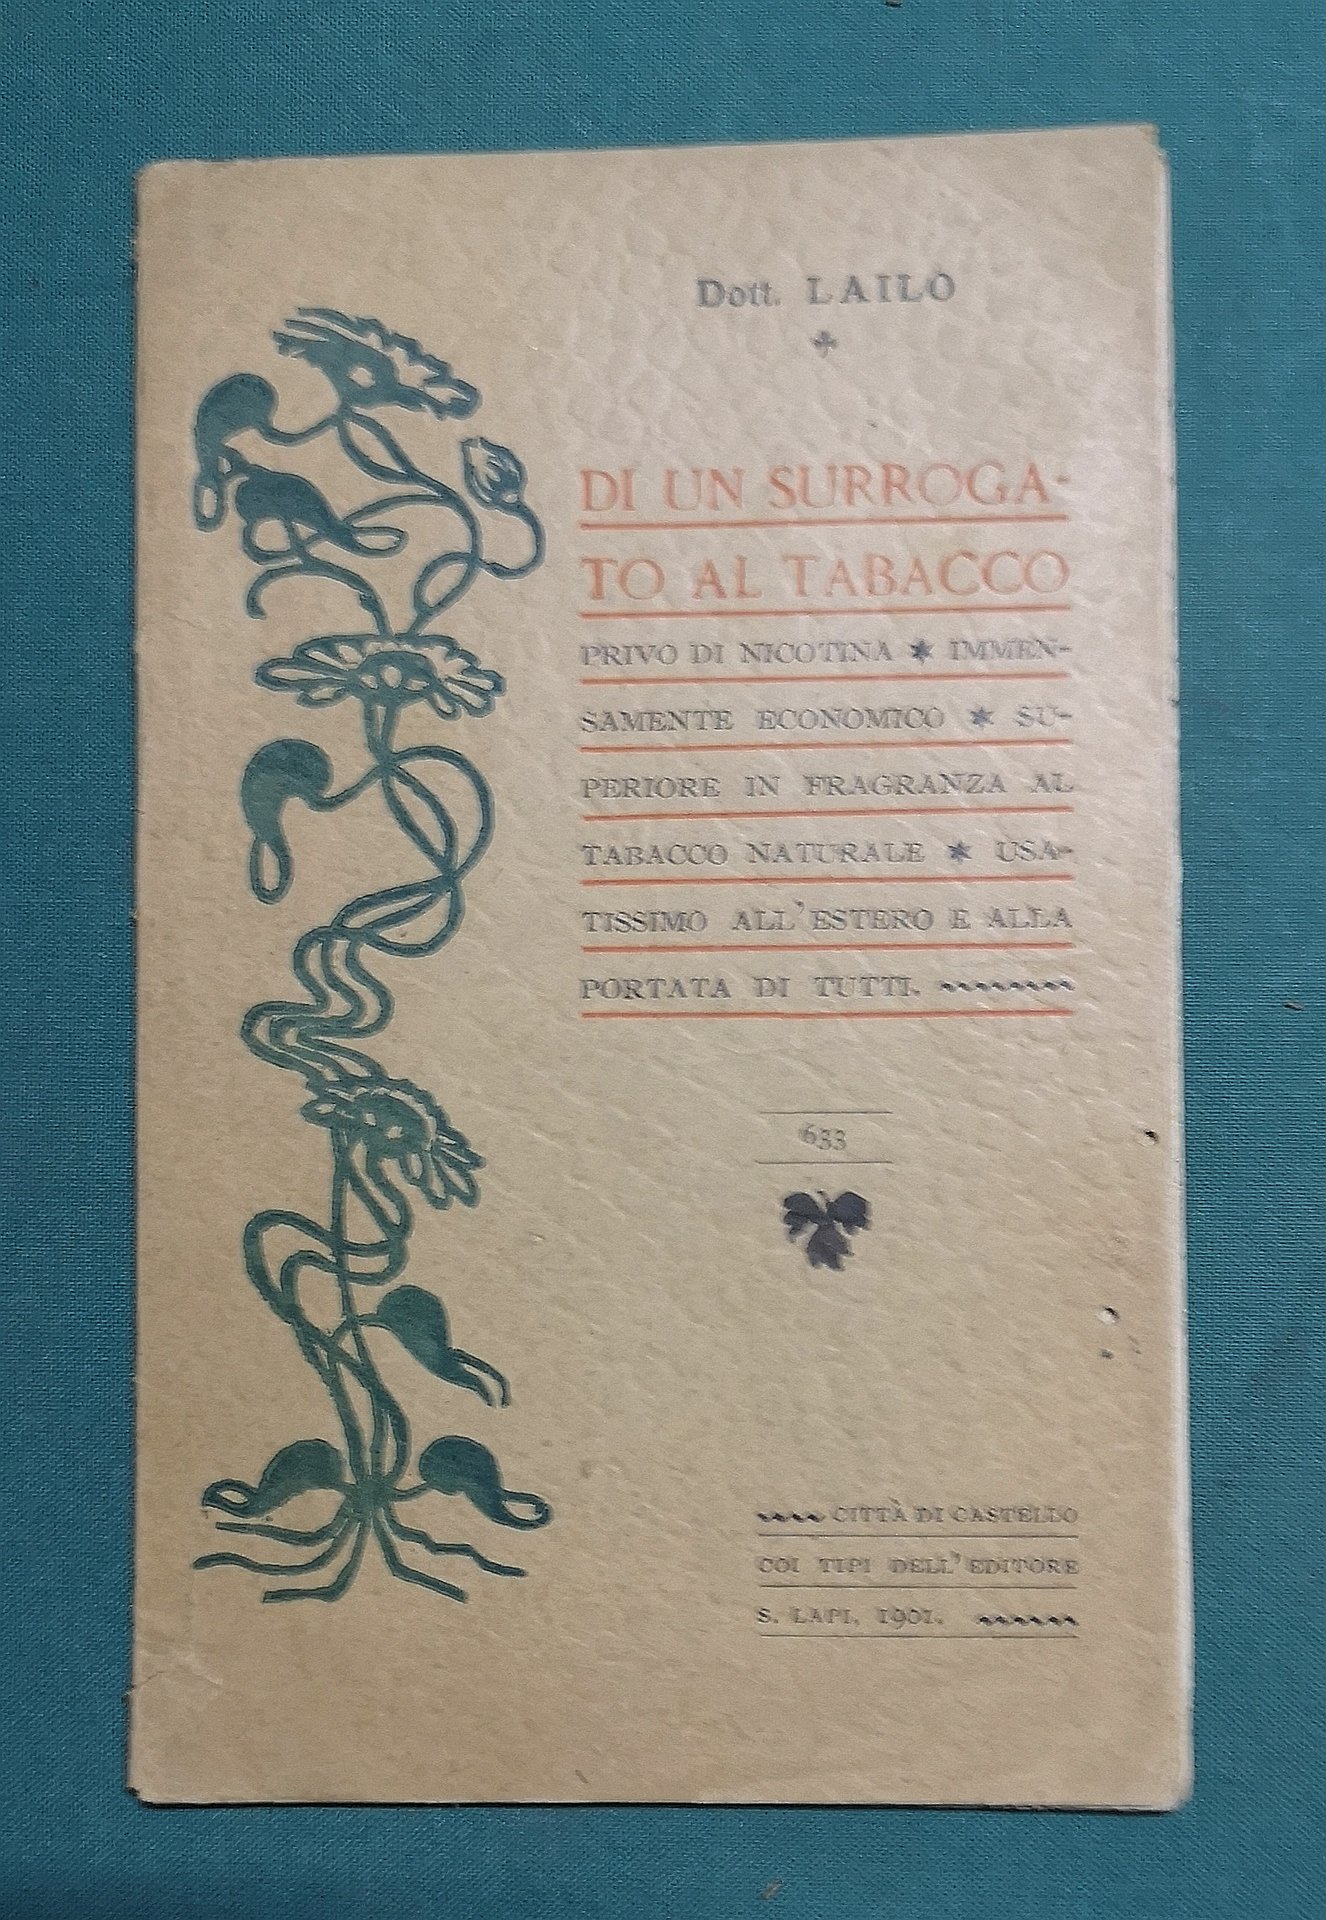 Dott. LAILO
DI UN SURROGA-
TO AL TABACCO
PRIVO DI NICOTINA * IMMEN-
SAMENTE ECONOMICO * SU-
PERIORE IN FRAGRANZA AL
TABACCO NATURALE * USA-
TISSIMO ALL'ESTERO E ALLA
PORTATA DI TUTTI.
633
CITTÀ DI CASTELLO
COI TIPI DELL'EDITORE
S. LAPI, 1901.